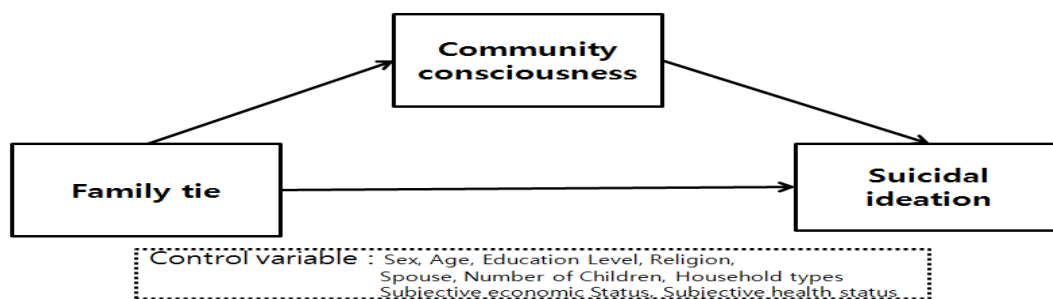 Community
consciousness
Family tie
Suicidal
ideation
Control variable : Sex, Age, Education Level, Religion,
Spouse, Number of Children, Household types
Subjective economic Status, Subjective health status